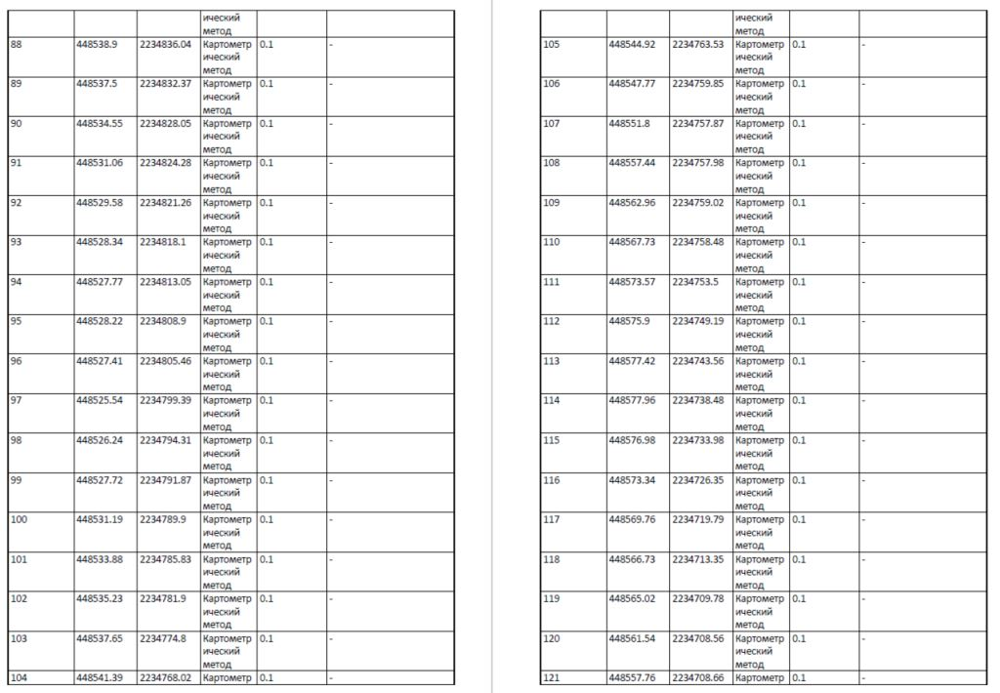 ический
метод
88 448538.9 2234836.04 Картометр 0.1 -
ический
метод
89 448537.5 2234832.37 Картометр 0.1 -
ический
метод
90 448534.55 2234828.05 Картометр 0.1 -
ический
метод
91 448531.06 2234824.28 Картометр 0.1 -
ический
метод
92 448529.58 2234821.26 Картометр 0.1 -
ический
метод
93 448528.34 2234818.1 Картометр 0.1 -
ический
метод
94 448527.77 2234813.05 Картометр 0.1 -
ический
метод
95 448528.22 2234808.9 Картометр 0.1 -
ический
метод
96 448527.41 2234805.46 Картометр 0.1 -
ический
метод
97 448525.54 2234799.39 Картометр 0.1 -
ический
метод
98 448526.24 2234794.31 Картометр 0.1 -
ический
метод
99 448527.72 2234791.87 Картометр 0.1 -
ический
метод
100 448531.19 2234789.9 Картометр 0.1 -
ический
метод
101 448533.88 2234785.83 Картометр 0.1 -
ический
метод
102 448535.23 2234781.9 Картометр 0.1 -
ический
метод
103 448537.65 2234774.8 Картометр 0.1 -
ический
метод
104 448541.39 2234768.02 Картометр 0.1 -
ический
метод
105 448544.92 2234763.53 Картометр 0.1 -
ический
метод
106 448547.77 2234759.85 Картометр 0.1 -
ический
метод
107 448551.8 2234757.87 Картометр 0.1 -
ический
метод
108 448557.44 2234757.98 Картометр 0.1 -
ический
метод
109 448562.96 2234759.02 Картометр 0.1 -
ический
метод
110 448567.73 2234758.48 Картометр 0.1 -
ический
метод
111 448573.57 2234753.5 Картометр 0.1 -
ический
метод
112 448575.9 2234749.19 Картометр 0.1 -
ический
метод
113 448577.42 2234743.56 Картометр 0.1 -
ический
метод
114 448577.96 2234738.48 Картометр 0.1 -
ический
метод
115 448576.98 2234733.98 Картометр 0.1 -
ический
метод
116 448573.34 2234726.35 Картометр 0.1 -
ический
метод
117 448569.76 2234719.79 Картометр 0.1 -
ический
метод
118 448566.73 2234713.35 Картометр 0.1 -
ический
метод
119 448565.02 2234709.78 Картометр 0.1 -
ический
метод
120 448561.54 2234708.56 Картометр 0.1 -
ический
метод
121 448557.76 2234708.66 Картометр 0.1 -